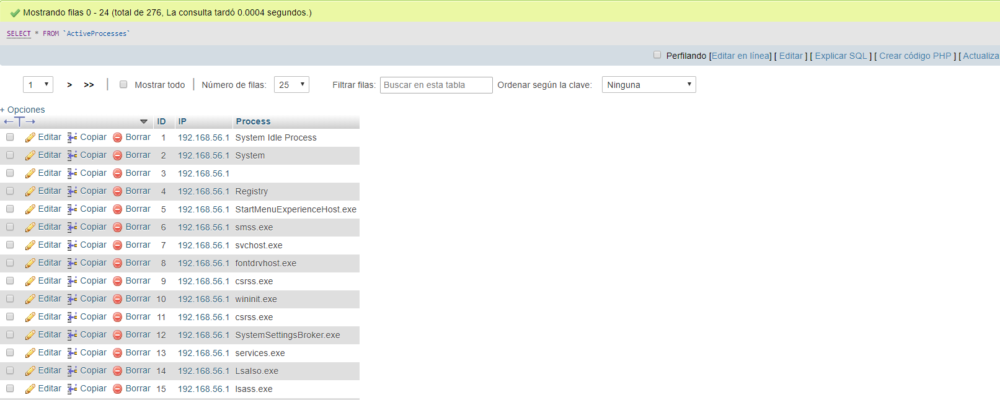 Mostrando filas 0 - 24 (total de 276, La consulta tardó 0.0004 segundos.)
SELECT * FROM `ActiveProcesses`
Perfilando [Editar en línea] [ Editar ] [ Explicar SQL ] [ Crear código PHP ] [ Actualiza
1 > >> | Mostrar todo | Número de filas: 25 Filtrar filas: Buscar en esta tabla Ordenar según la clave: Ninguna
+ Opciones
←T→ ID IP Process
Editar Copiar Borrar 1 192.168.56.1 System Idle Process
Editar Copiar Borrar 2 192.168.56.1 System
Editar Copiar Borrar 3 192.168.56.1
Editar Copiar Borrar 4 192.168.56.1 Registry
Editar Copiar Borrar 5 192.168.56.1 StartMenuExperienceHost.exe
Editar Copiar Borrar 6 192.168.56.1 smss.exe
Editar Copiar Borrar 7 192.168.56.1 svchost.exe
Editar Copiar Borrar 8 192.168.56.1 fontdrvhost.exe
Editar Copiar Borrar 9 192.168.56.1 csrss.exe
Editar Copiar Borrar 10 192.168.56.1 wininit.exe
Editar Copiar Borrar 11 192.168.56.1 csrss.exe
Editar Copiar Borrar 12 192.168.56.1 SystemSettingsBroker.exe
Editar Copiar Borrar 13 192.168.56.1 services.exe
Editar Copiar Borrar 14 192.168.56.1 LsaIso.exe
Editar Copiar Borrar 15 192.168.56.1 lsass.exe